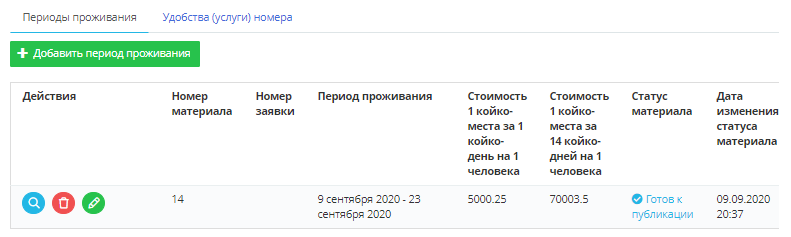 Периоды проживания Удобства (услуги) номера
Добавить период проживания
Действия
Номер
материала
Номер
заявки
Период проживания
Стоимость
1 койко-
места за 1
койко-
день на 1
человека
Стоимость
1 койко-
места за
14 койко-
дней на 1
человека
Статус
материала
Дата
изменения
статуса
материала
14
9 сентября 2020 - 23
сентября 2020
5000.25
70003.5
Готов к
публикации
09.09.2020
20:37